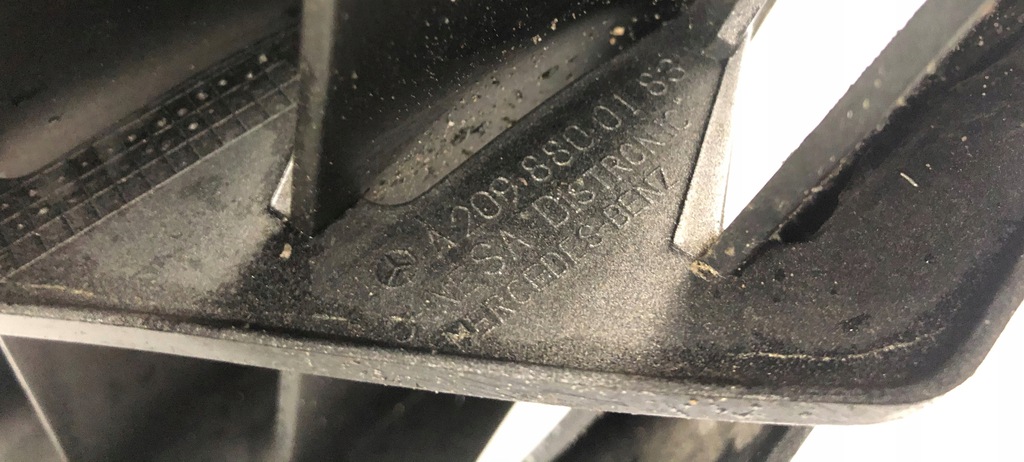 A 209 880 01 83
SA DISTRONIC
MERCEDES-BENZ